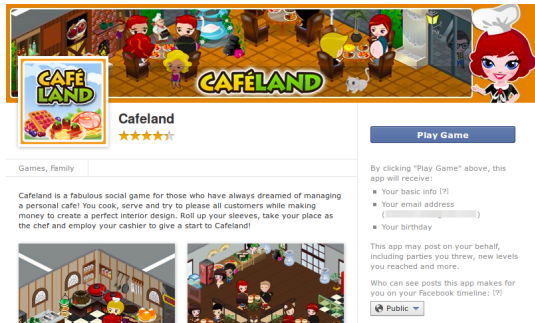 CAFÉLAND
CAFÉ
LAND
Cafeland
Play Game
Games, Family
By clicking "Play Game" above, this
app will receive:
Your basic info [?]
Your email address
( )
Your birthday
Cafeland is a fabulous social game for those who have always dreamed of managing
a personal cafe! You cook, serve and try to please all customers while making
money to create a perfect interior design. Roll up your sleeves, take your place as
the chef and employ your cashier to give a start to Cafeland!
This app may post on your behalf,
including parties you threw, new levels
you reached and more.
Who can see posts this app makes for
you on your Facebook timeline: [?]
Public